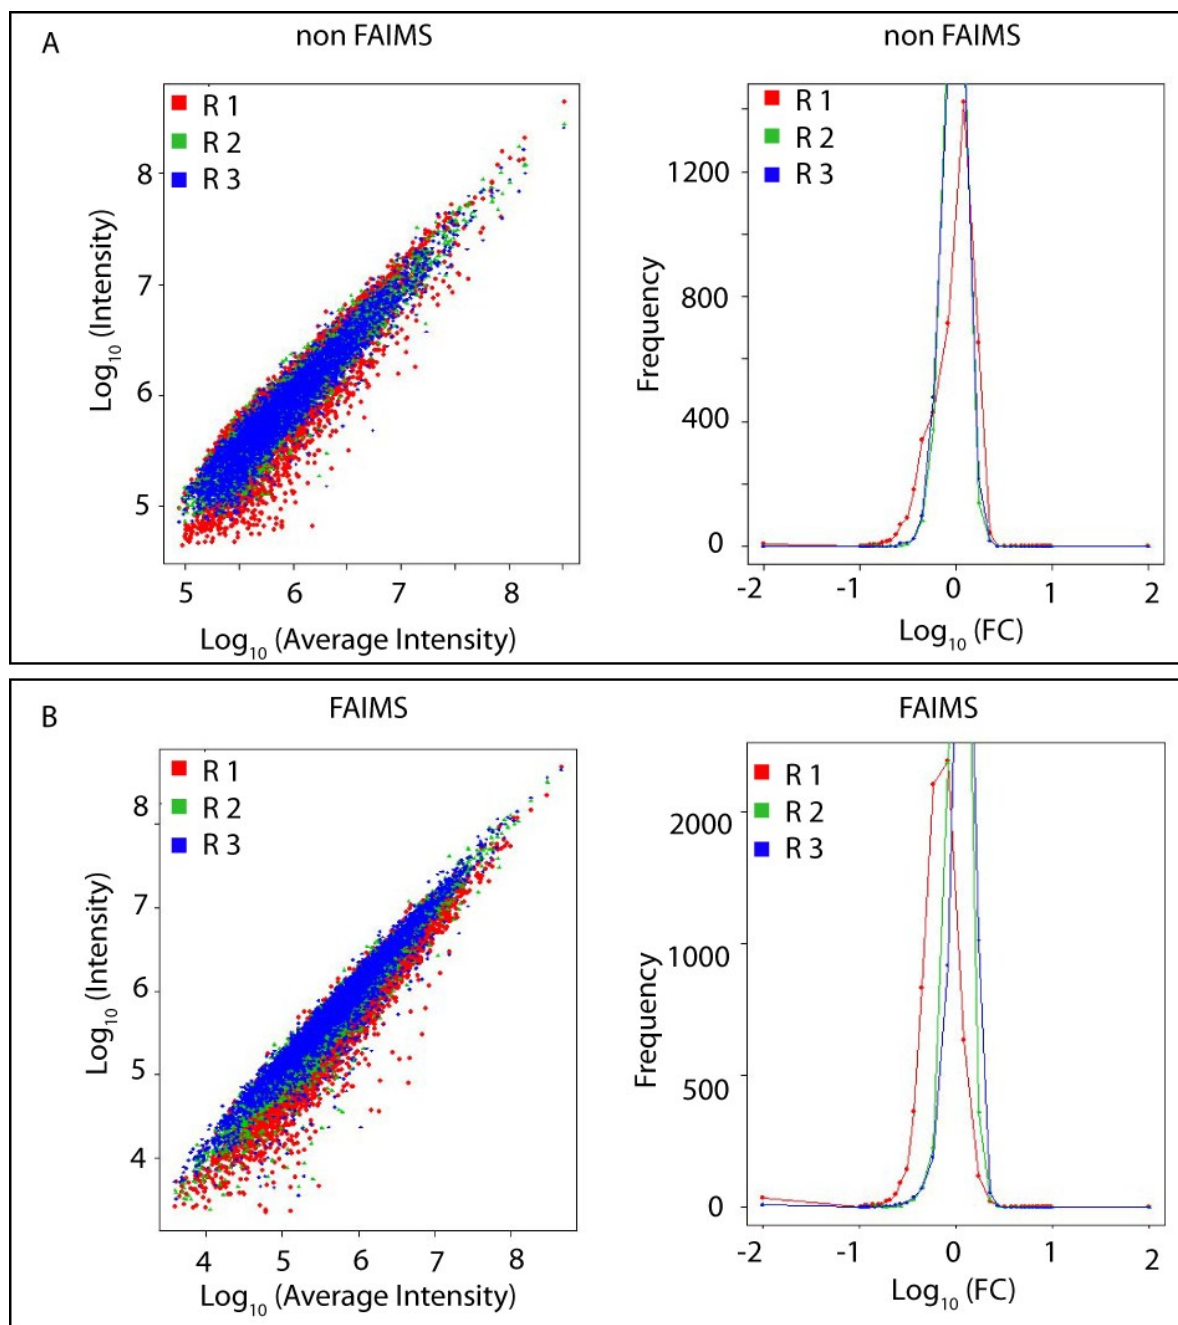 A
non FAIMS
R 1
R 2
R 3
Log10 (Intensity)
8
7
6
5
5 6 7 8
Log10 (Average Intensity)
non FAIMS
R 1
R 2
R 3
Frequency
1200
800
400
0
-2 -1 0 1 2
Log10 (FC)
B
FAIMS
R 1
R 2
R 3
Log10 (Intensity)
8
7
6
5
4
4 5 6 7 8
Log10 (Average Intensity)
FAIMS
R 1
R 2
R 3
Frequency
2000
1000
500
0
-2 -1 0 1 2
Log10 (FC)